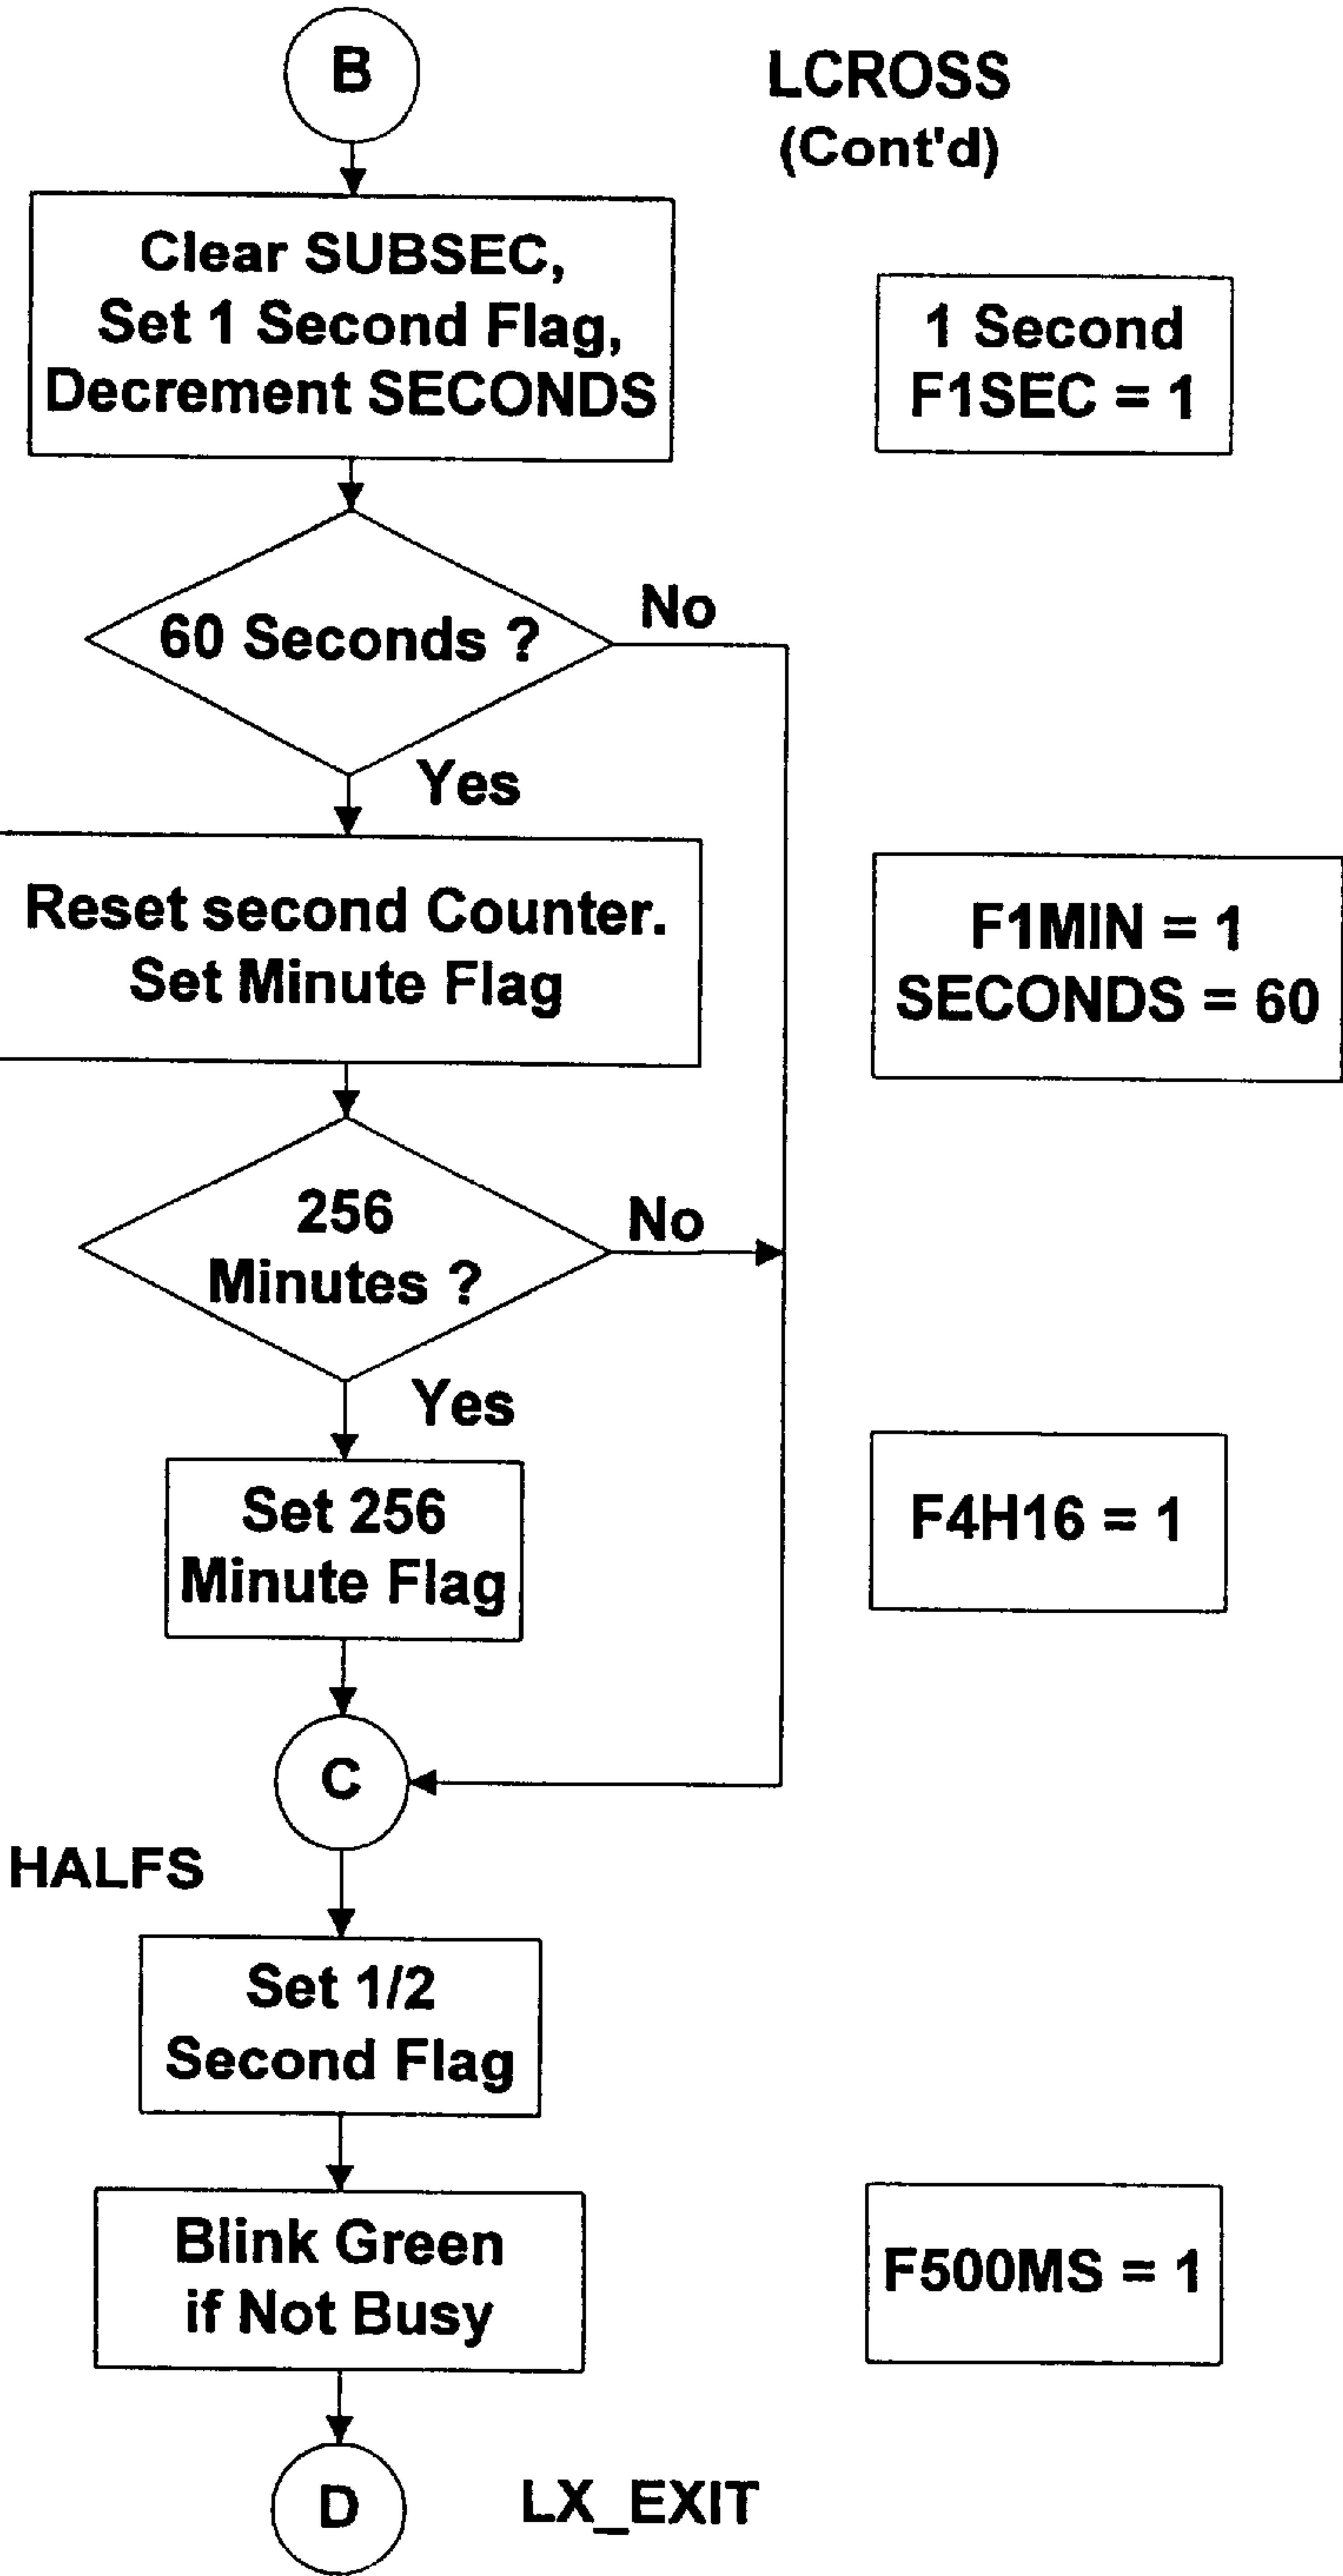 B
LCROSS
(Cont'd)
Clear SUBSEC,
Set 1 Second Flag,
Decrement SECONDS
1 Second
F1SEC = 1
60 Seconds ?
No
Yes
Reset second Counter.
Set Minute Flag
F1MIN = 1
SECONDS = 60
256
Minutes ?
No
Yes
Set 256
Minute Flag
F4H16 = 1
C
HALFS
Set 1/2
Second Flag
Blink Green
if Not Busy
F500MS = 1
D
LX_EXIT